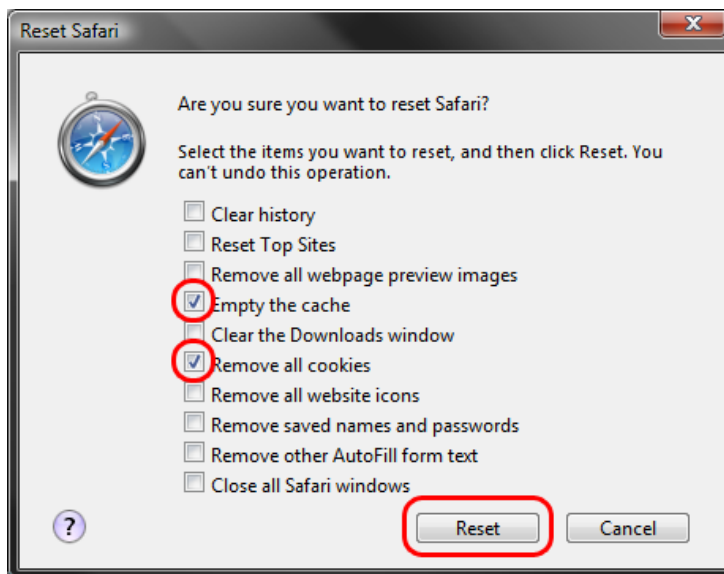 Reset Safari
X
Are you sure you want to reset Safari?
Select the items you want to reset, and then click Reset. You
can't undo this operation.
Clear history
Reset Top Sites
Remove all webpage preview images
Empty the cache
Clear the Downloads window
Remove all cookies
Remove all website icons
Remove saved names and passwords
Remove other AutoFill form text
Close all Safari windows
? Reset Cancel